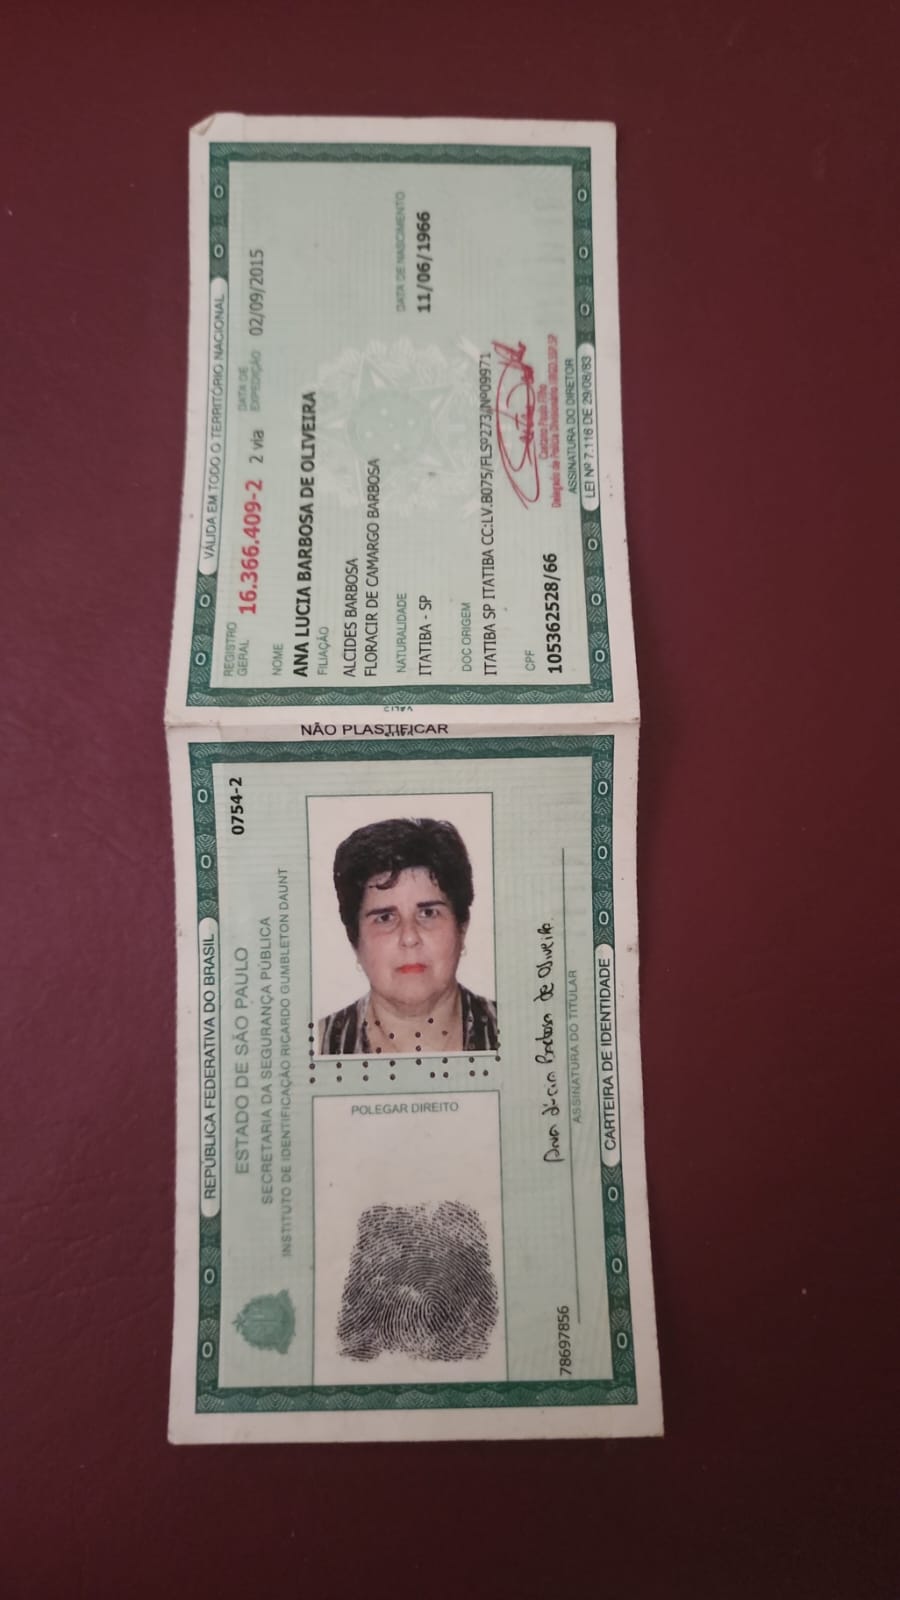 VÁLIDA EM TODO O TERRITÓRIO NACIONAL
REGISTRO GERAL 16.366.409-2 2 via DATA DE EXPEDIÇÃO 02/09/2015
NOME
ANA LUCIA BARBOSA DE OLIVEIRA
FILIAÇÃO
ALCIDES BARBOSA
FLORACIR DE CAMARGO BARBOSA
NATURALIDADE DATA DE NASCIMENTO
ITATIBA - SP 11/06/1966
DOC ORIGEM
ITATIBA SP ITATIBA CC:LV.B075/FLSº273/Nº09971
CPF
105362528/66
ASSINATURA DO DIRETOR
LEI Nº 7.116 DE 29/08/83
NÃO PLASTIFICAR
REPÚBLICA FEDERATIVA DO BRASIL
0754-2
ESTADO DE SÃO PAULO
SECRETARIA DA SEGURANÇA PÚBLICA
INSTITUTO DE IDENTIFICAÇÃO RICARDO GUMBLETON DAUNT
POLEGAR DIREITO
Ana Lucia Barbosa de Oliveira
78697856
ASSINATURA DO TITULAR
CARTEIRA DE IDENTIDADE